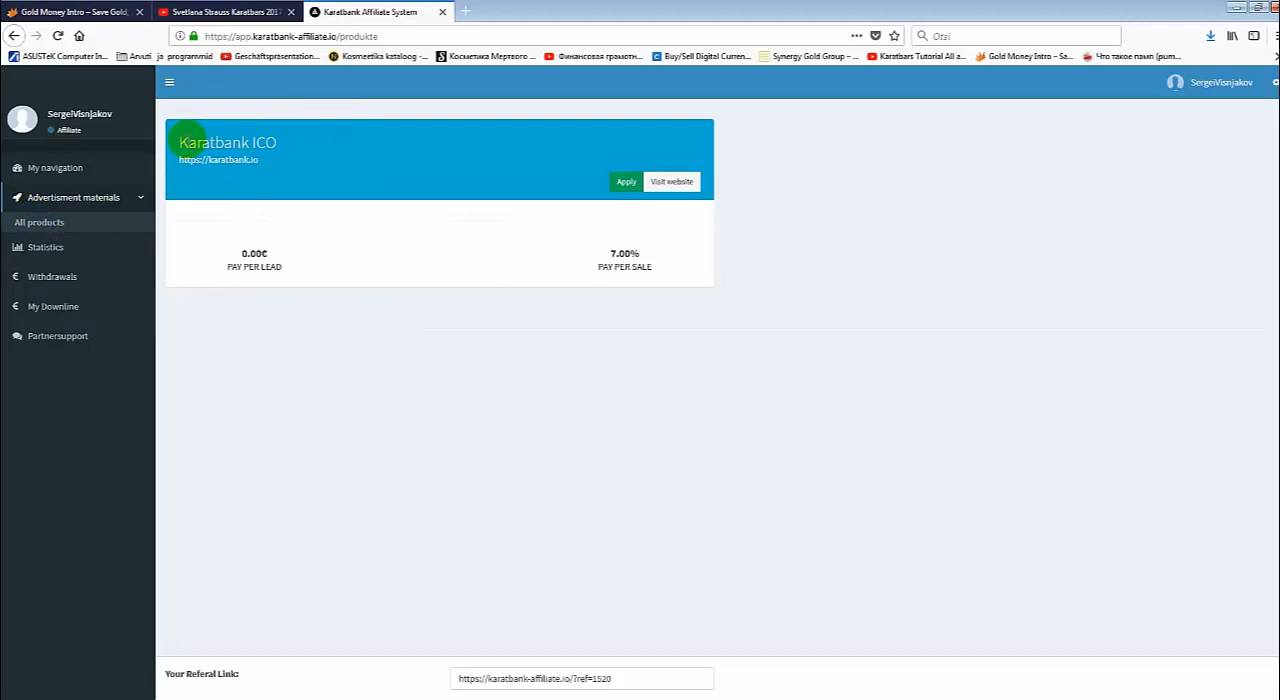 Gold Money Intro – Save Gold,
Svetlana Strauss Karatbars 201
Karatbank Affiliate System
https://app.karatbank-affiliate.io/produkte
Otsi
ASUSTeK Computer In...
Arvuti ja programmid
Geschäftspräsentation...
Kosmeetika kataloog -...
Косметика Мертвого ...
Финансовая грамотн...
Buy/Sell Digital Curren...
Synergy Gold Group – ...
Karatbars Tutorial All a...
Gold Money Intro – Sa...
Что такое памп (pum...
SergeiVisnjakov
SergeiVisnjakov
Affiliate
My navigation
Advertisment materials
All products
Statistics
€ Withdrawals
€ My Downline
Partnersupport
Karatbank ICO
https://karatbank.io
Apply
Visit website
0.00€
PAY PER LEAD
7.00%
PAY PER SALE
Your Referal Link:
https://karatbank-affiliate.io/?ref=1520